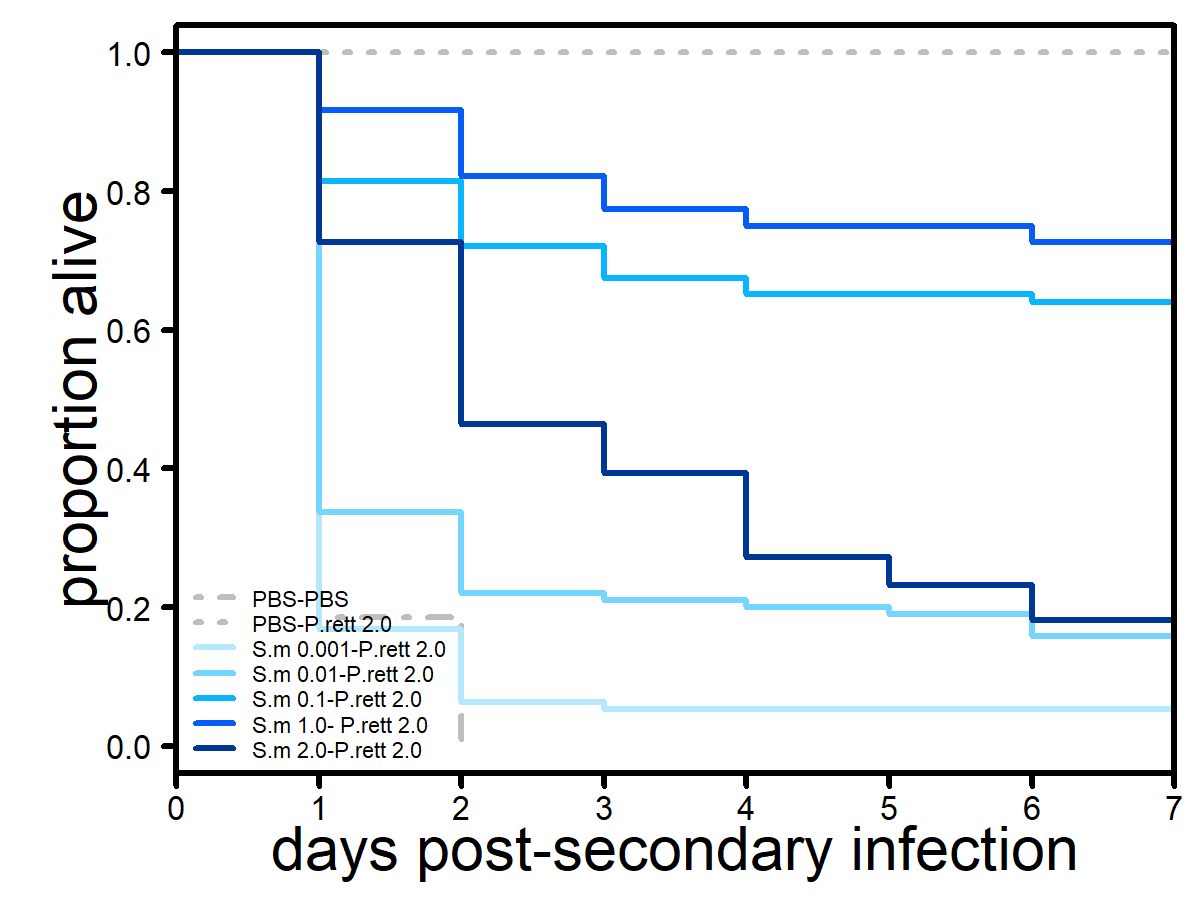 1.0
0.8
0.6
0.4
0.2
0.0
proportion alive
PBS-PBS
PBS-P.rett 2.0
S.m 0.001-P.rett 2.0
S.m 0.01-P.rett 2.0
S.m 0.1-P.rett 2.0
S.m 1.0- P.rett 2.0
S.m 2.0-P.rett 2.0
0 1 2 3 4 5 6 7
days post-secondary infection